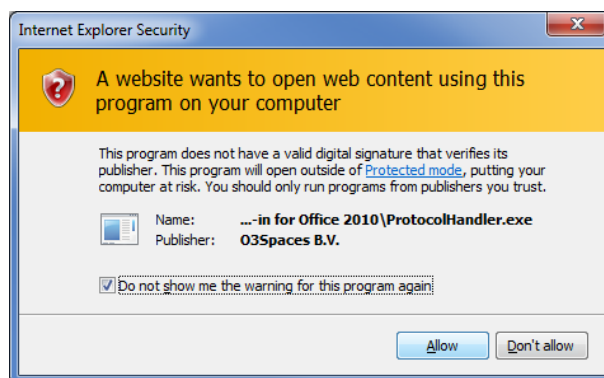 Internet Explorer Security
A website wants to open web content using this
program on your computer
This program does not have a valid digital signature that verifies its
publisher. This program will open outside of Protected mode, putting your
computer at risk. You should only run programs from publishers you trust.
Name: ...-in for Office 2010\ProtocolHandler.exe
Publisher: O3Spaces B.V.
Do not show me the warning for this program again
Allow Don't allow